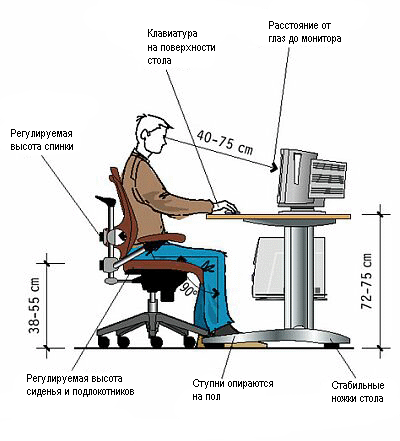 Клавиатура
на поверхности
стола
Расстояние от
глаз до монитора
Регулируемая
высота спинки
40-75 cm
90°
38-55 cm
72-75 cm
Регулируемая высота
сиденья и подлокотников
Ступни опираются
на пол
Стабильные
ножки стола